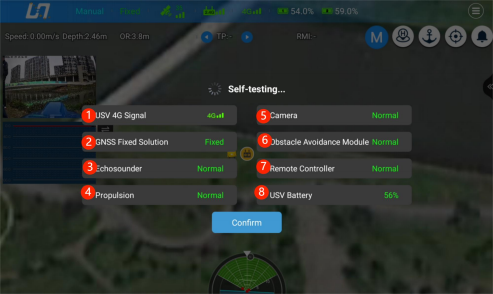 Manual Fixed 4G 54.0% 59.0%
Speed: 0.00m/s Depth:2.46m OR:3.8m TP:- RMI:- M
Self-testing...
1 USV 4G Signal 4G
5 Camera Normal
2 GNSS Fixed Solution Fixed
6 Obstacle Avoidance Module Normal
3 Echosounder Normal
7 Remote Controller Normal
4 Propulsion Normal
8 USV Battery 56%
Confirm